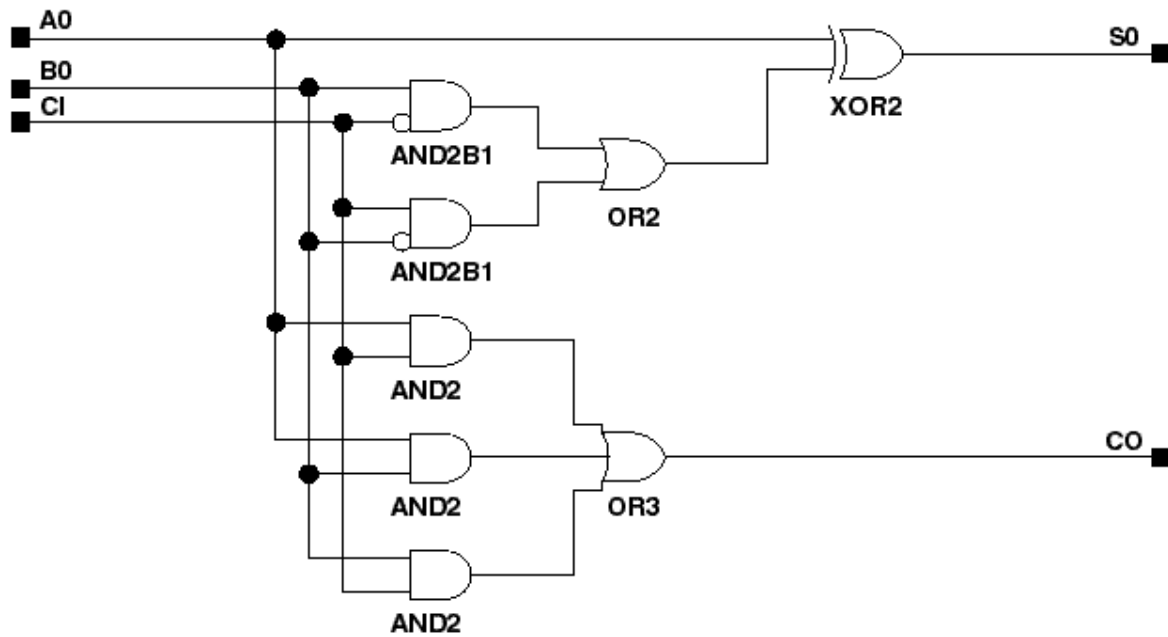 A0
S0
B0
CI
XOR2
AND2B1
OR2
AND2B1
AND2
CO
AND2
OR3
AND2